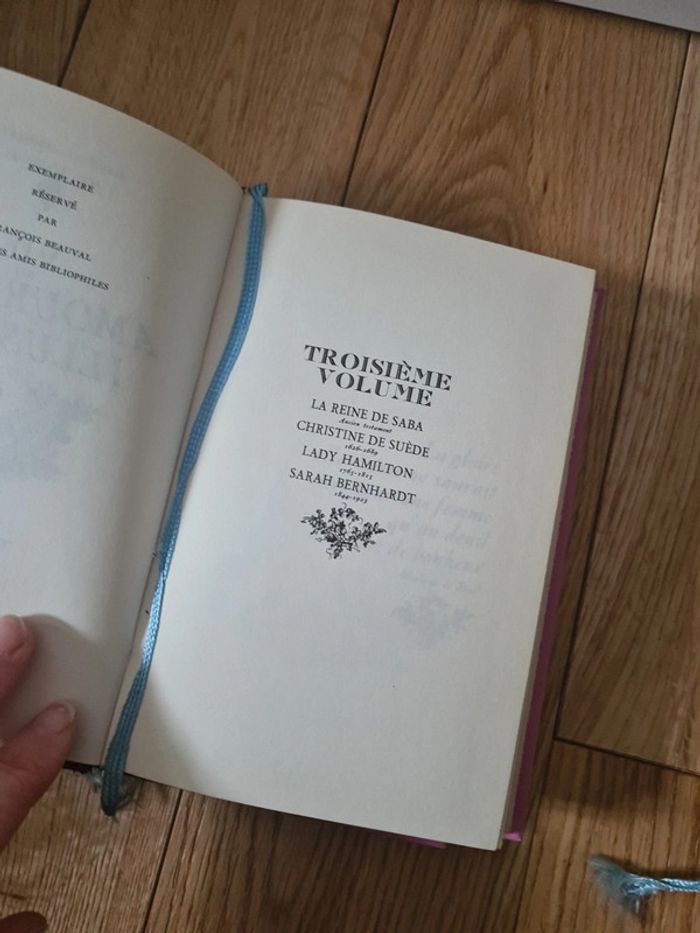 EXEMPLAIRE
RÉSERVÉ
PAR
FRANÇOIS BEAUVAL
AMIS BIBLIOPHILES
TROISIÈME
VOLUME
LA REINE DE SABA
Ancien testament
CHRISTINE DE SUÈDE
1626-1689
LADY HAMILTON
1765-1815
SARAH BERNHARDT
1844-1923